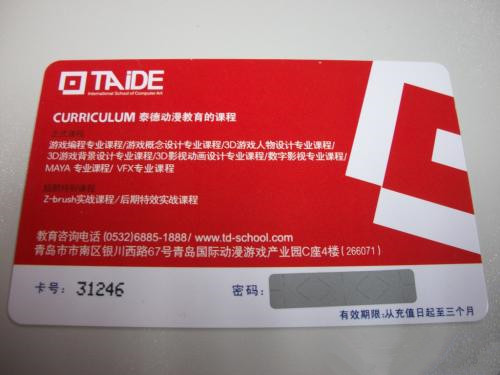 TAiDE
International School of Computer Art
CURRICULUM 泰德动漫教育的课程
正式课程
游戏编程专业课程/游戏概念设计专业课程/3D游戏人物设计专业课程/
3D游戏背景设计专业课程/3D影视动画设计专业课程/数字影视专业课程/
MAYA 专业课程/ VFX专业课程
短期特别课程
Z-brush实战课程/后期特效实战课程
教育咨询电话 (0532)6885-1888/ www.td-school.com
青岛市市南区银川西路67号青岛国际动漫游戏产业园C座4楼(266071)
卡号: 31246 密码:
有效期限:从充值日起至三个月